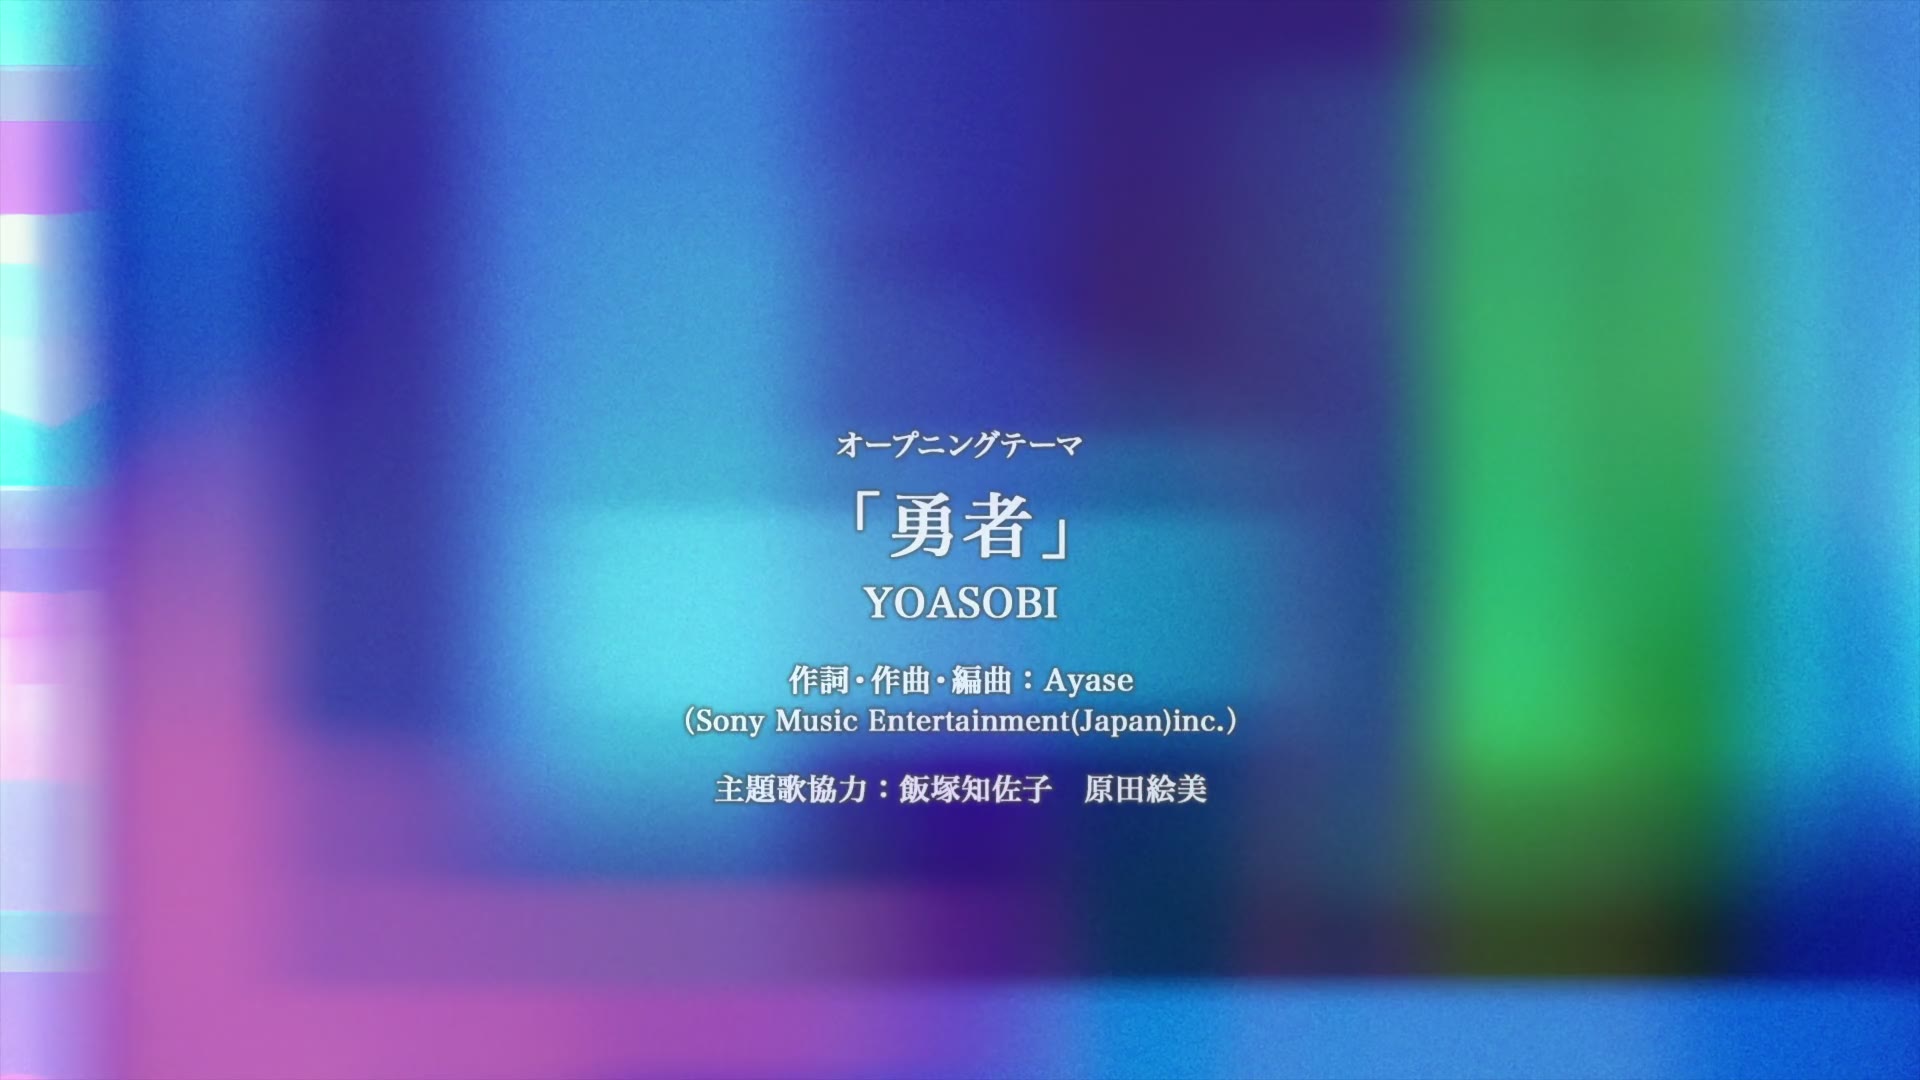 オープニングテーマ
「勇者」
YOASOBI
作詞・作曲・編曲：Ayase
（Sony Music Entertainment(Japan)inc.）
主題歌協力：飯塚知佐子　原田絵美